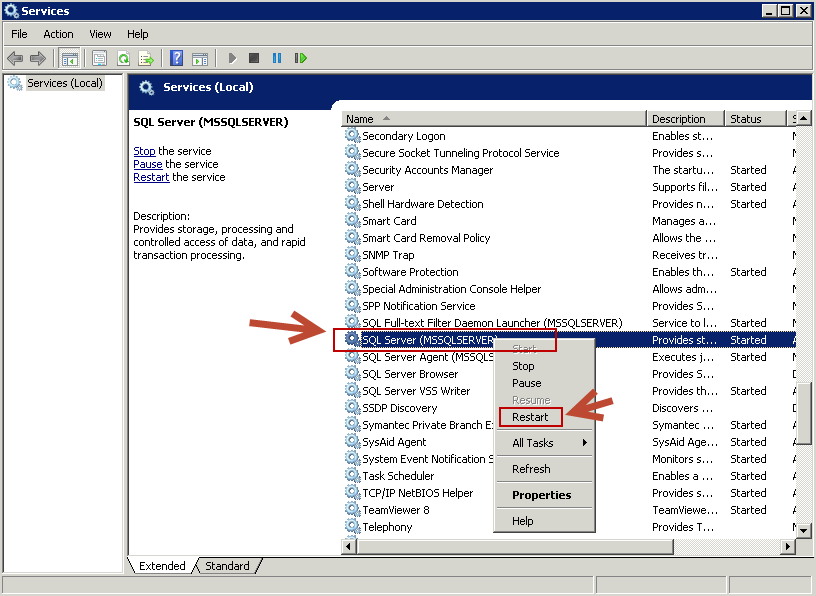 Services
File Action View Help
Services (Local)
Services (Local)
SQL Server (MSSQLSERVER)
Stop the service
Pause the service
Restart the service
Description:
Provides storage, processing and
controlled access of data, and rapid
transaction processing.
Name Description Status S
Secondary Logon Enables st...
Secure Socket Tunneling Protocol Service Provides s...
Security Accounts Manager The startu... Started
Server Supports fil... Started
Shell Hardware Detection Provides n... Started
Smart Card Manages a...
Smart Card Removal Policy Allows the ...
SNMP Trap Receives tr...
Software Protection Enables th... Started
Special Administration Console Helper Allows adm...
SPP Notification Service Provides S...
SQL Full-text Filter Daemon Launcher (MSSQLSERVER) Service to l... Started
SQL Server (MSSQLSERVER) Provides st... Started
SQL Server Agent (MSSQLS Executes j... Started
SQL Server Browser Provides S...
SQL Server VSS Writer Provides th... Started
SSDP Discovery Discovers ...
Symantec Private Branch E Symantec ... Started
SysAid Agent SysAid Age... Started
System Event Notification S Monitors s... Started
Task Scheduler Enables a ... Started
TCP/IP NetBIOS Helper Provides s... Started
TeamViewer 8 TeamViewe... Started
Telephony Provides T...
Start
Stop
Pause
Resume
Restart
All Tasks
Refresh
Properties
Help
Extended Standard